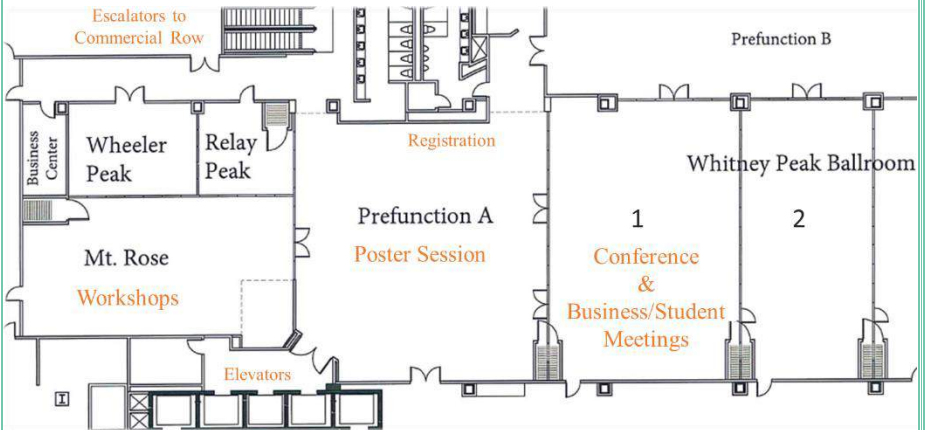 Escalators to
Commercial Row
Prefunction B
Business
Center
Wheeler
Peak
Relay
Peak
Registration
Whitney Peak Ballroom
Prefunction A
Poster Session
Mt. Rose
Workshops
1
2
Conference
&
Business/Student
Meetings
Elevators